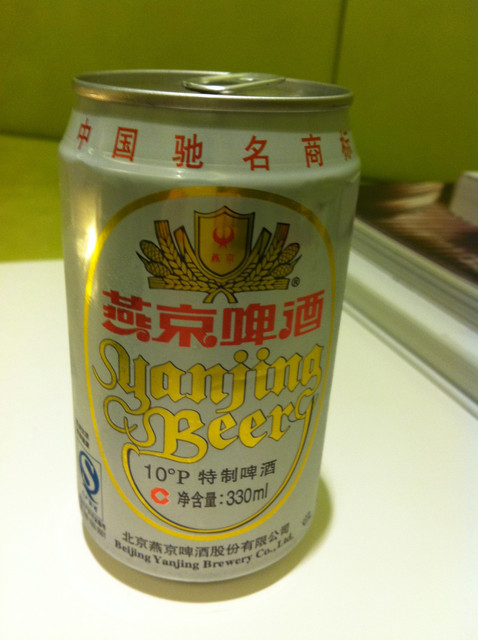 中国驰名商标
燕京
®
燕京啤酒
Yanjing
Beer
10°P 特制啤酒
净含量:330ml
北京燕京啤酒股份有限公司
Beijing Yanjing Brewery Co., Ltd.